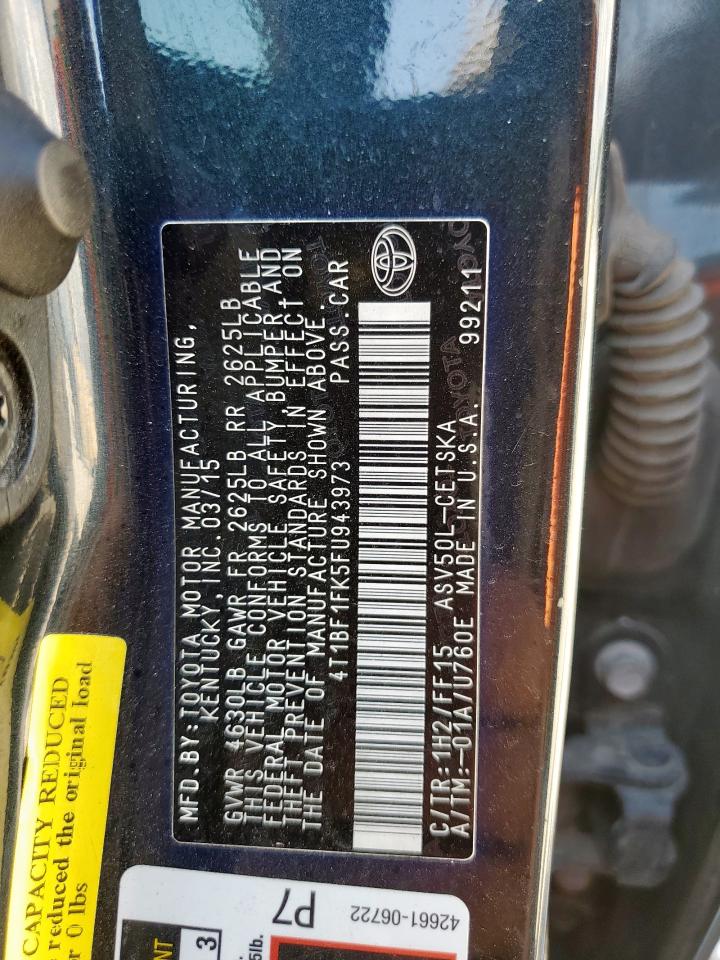 MFD.BY:TOYOTA MOTOR MANUFACTURING,
KENTUCKY, INC. 03/15
GVWR 4630LB GAWR FR 2625LB RR 2625LB
THIS VEHICLE CONFORMS TO ALL APPLICABLE
FEDERAL MOTOR VEHICLE SAFETY, BUMPER AND
THEFT PREVENTION STANDARDS IN EFFECT ON
THE DATE OF MANUFACTURE SHOWN ABOVE.
4T1BF1FK5FU943973 PASS.CAR
C/TR:1H2/FF15 ASV50L-CETSKA
A/TM:-01A/U760E MADE IN U.S.A. 99211
TOYOTA
CAPACITY REDUCED
reduced the original load
0 lbs
P7
42661-06722
3